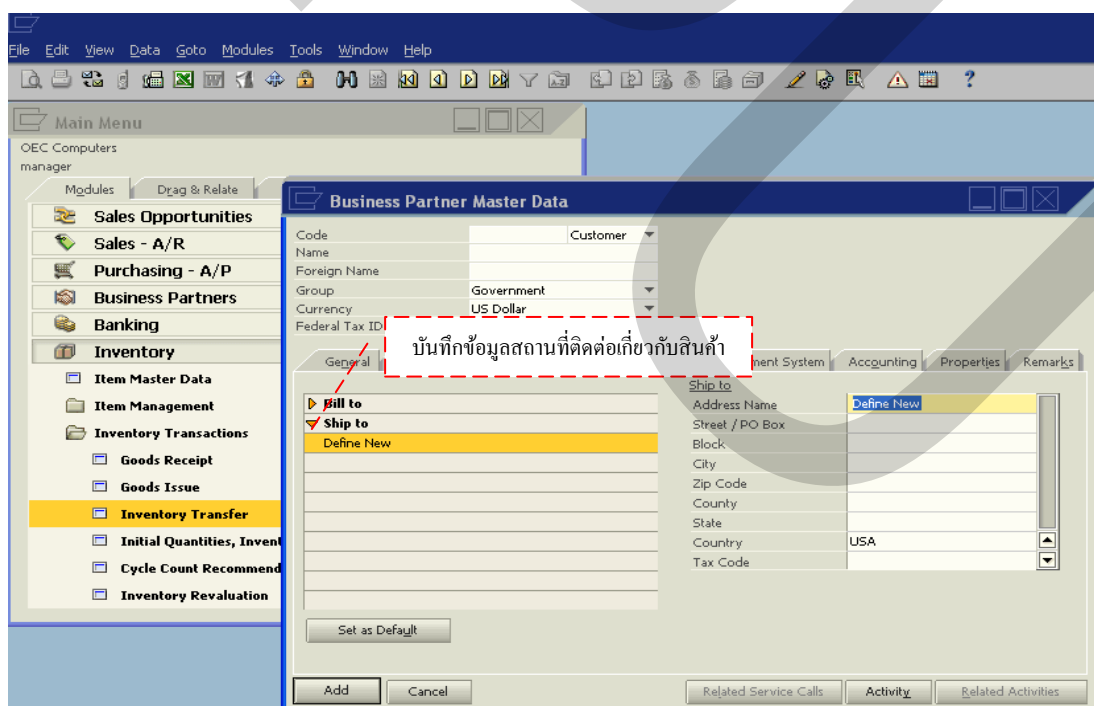 File Edit View Data Goto Modules Tools Window Help
Main Menu
OEC Computers
manager
Modules Drag & Relate
Sales Opportunities
Sales - A/R
Purchasing - A/P
Business Partners
Banking
Inventory
Item Master Data
Item Management
Inventory Transactions
Goods Receipt
Goods Issue
Inventory Transfer
Initial Quantities, Invent
Cycle Count Recommend
Inventory Revaluation
Business Partner Master Data
Code Customer
Name
Foreign Name
Group Government
Currency US Dollar
Federal Tax ID
บันทึกข้อมูลสถานที่ติดต่อเกี่ยวกับสินค้า
General ment System Accounting Properties Remarks
Bill to
Ship to
Define New
Set as Default
Ship to
Address Name Define New
Street / PO Box
Block
City
Zip Code
County
State
Country USA
Tax Code
Add Cancel Related Service Calls Activity Related Activities